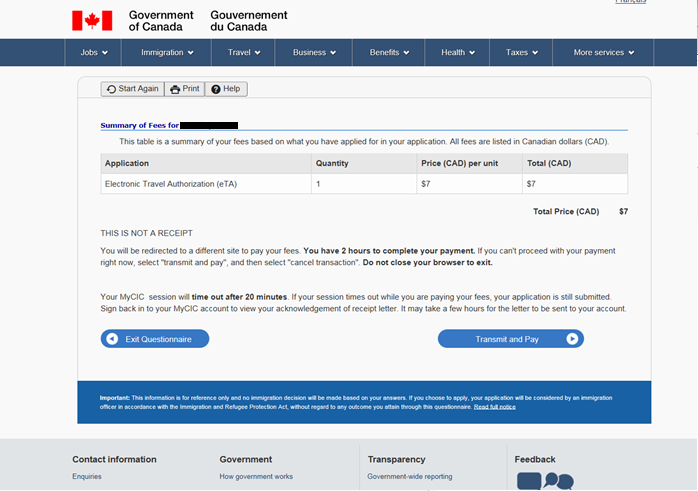 Français
Government
of Canada
Gouvernement
du Canada
Jobs Immigration Travel Business Benefits Health Taxes More services
Start Again Print Help
Summary of Fees for
This table is a summary of your fees based on what you have applied for in your application. All fees are listed in Canadian dollars (CAD).
Application Quantity Price (CAD) per unit Total (CAD)
Electronic Travel Authorization (eTA) 1 $7 $7
Total Price (CAD) $7
THIS IS NOT A RECEIPT
You will be redirected to a different site to pay your fees. You have 2 hours to complete your payment. If you can't proceed with your payment
right now, select "transmit and pay", and then select "cancel transaction". Do not close your browser to exit.
Your MyCIC session will time out after 20 minutes. If your session times out while you are paying your fees, your application is still submitted.
Sign back in to your MyCIC account to view your acknowledgement of receipt letter. It may take a few hours for the letter to be sent to your account.
Exit Questionnaire Transmit and Pay
Important: This information is for reference only and no immigration decision will be made based on your answers. If you choose to apply, your application will be considered by an immigration
officer in accordance with the Immigration and Refugee Protection Act, without regard to any outcome you attain through this questionnaire. Read full notice
Contact information Government Transparency Feedback
Enquiries How government works Government-wide reporting